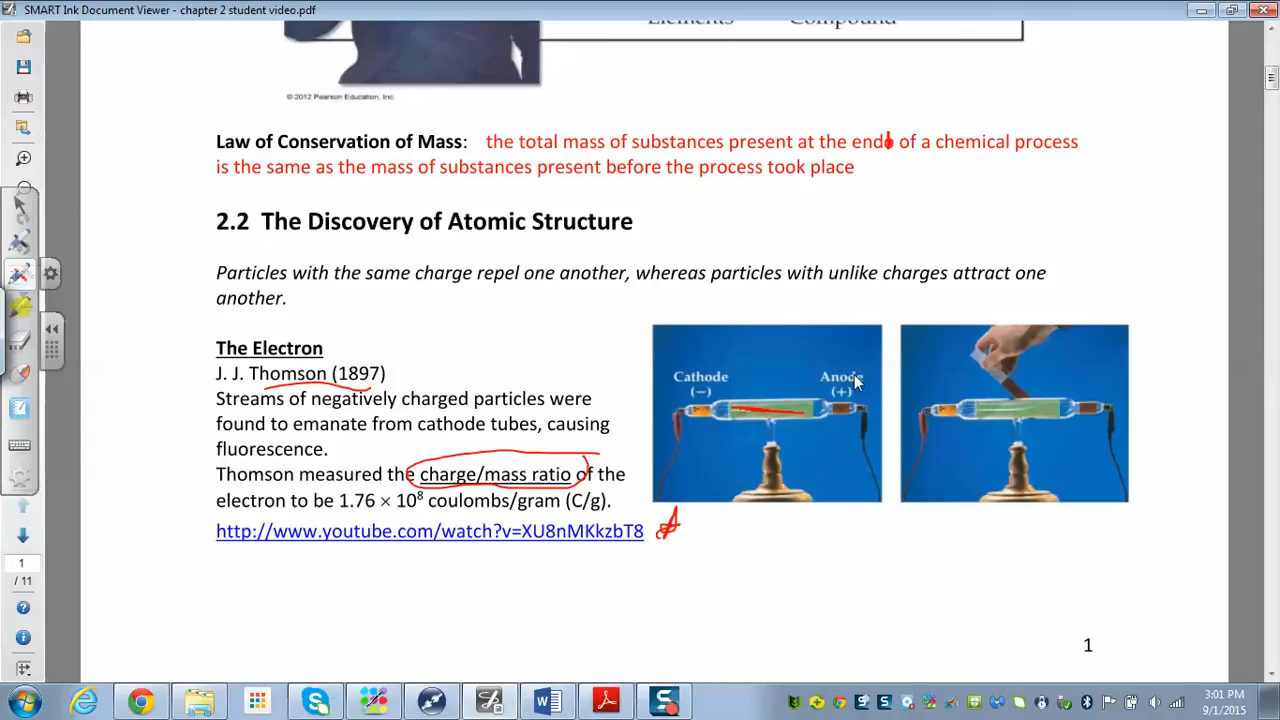 SMART Ink Document Viewer - chapter 2 student video.pdf
Elements Compound
© 2012 Pearson Education, Inc.
Law of Conservation of Mass: the total mass of substances present at the end of a chemical process
is the same as the mass of substances present before the process took place
2.2 The Discovery of Atomic Structure
Particles with the same charge repel one another, whereas particles with unlike charges attract one
another.
The Electron
J. J. Thomson (1897)
Streams of negatively charged particles were
found to emanate from cathode tubes, causing
fluorescence.
Thomson measured the charge/mass ratio of the
electron to be 1.76 × 10⁸ coulombs/gram (C/g).
http://www.youtube.com/watch?v=XU8nMKkzbT8
Cathode
(−)
Anode
(+)
1
1
/ 11
3:01 PM
9/1/2015